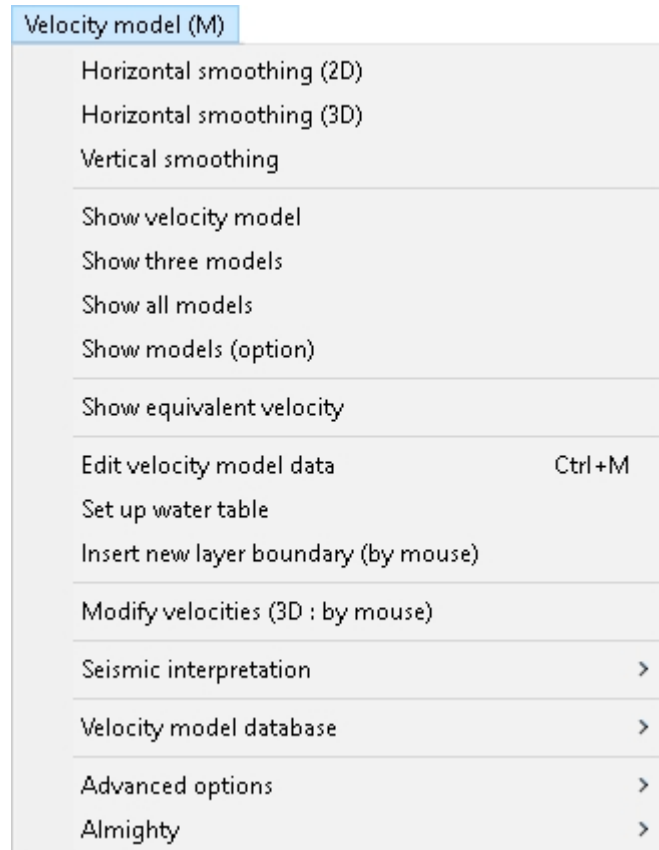 Velocity model (M)
Horizontal smoothing (2D)
Horizontal smoothing (3D)
Vertical smoothing
Show velocity model
Show three models
Show all models
Show models (option)
Show equivalent velocity
Edit velocity model data Ctrl+M
Set up water table
Insert new layer boundary (by mouse)
Modify velocities (3D : by mouse)
Seismic interpretation
Velocity model database
Advanced options
Almighty